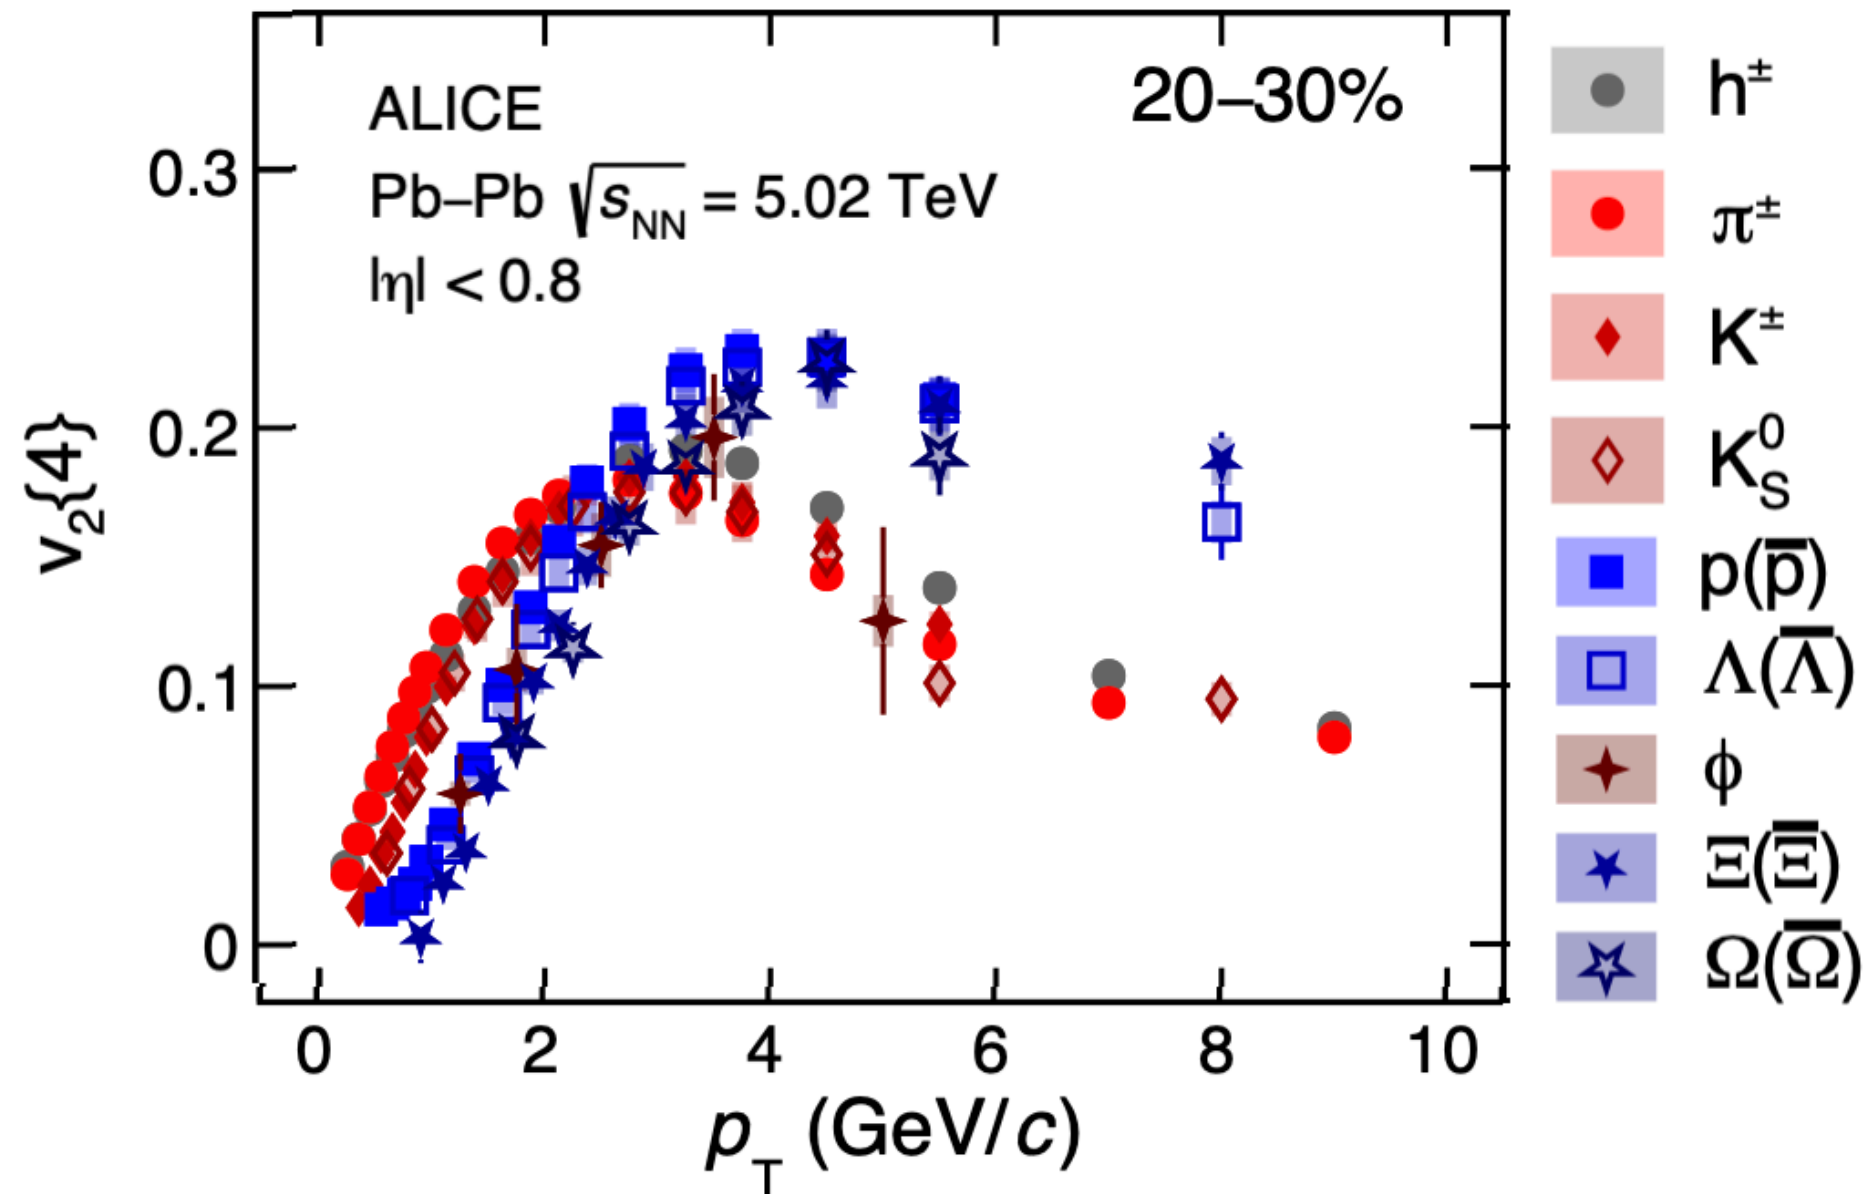 ALICE
20–30%
Pb–Pb √sNN = 5.02 TeV
|η| < 0.8
v₂{4}
0.3
0.2
0.1
0
0 2 4 6 8 10
pT (GeV/c)
h±
π±
K±
K⁰S
p(p̅)
Λ(Λ̅)
ϕ
Ξ(Ξ̅)
Ω(Ω̅)